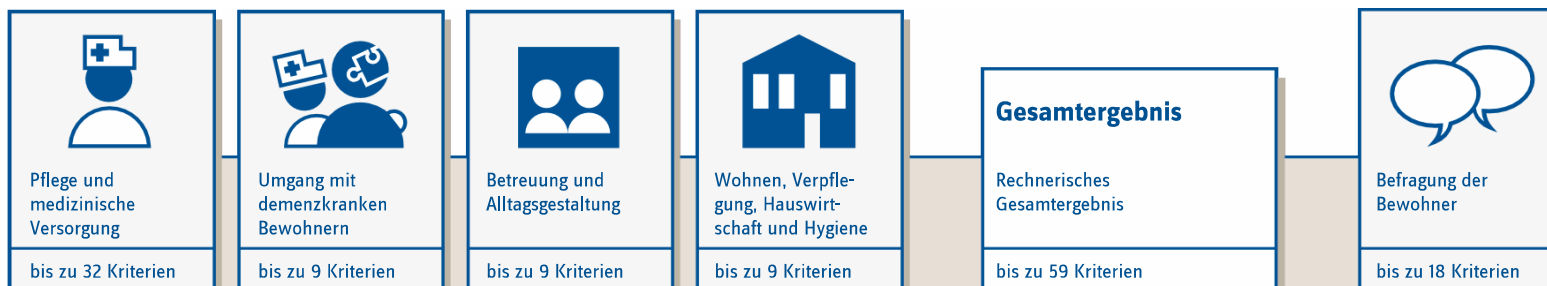 Pflege und
medizinische
Versorgung
bis zu 32 Kriterien
Umgang mit
demenzkranken
Bewohnern
bis zu 9 Kriterien
Betreuung und
Alltagsgestaltung
bis zu 9 Kriterien
Wohnen, Verpfle-
gung, Hauswirt-
schaft und Hygiene
bis zu 9 Kriterien
Gesamtergebnis
Rechnerisches
Gesamtergebnis
bis zu 59 Kriterien
Befragung der
Bewohner
bis zu 18 Kriterien